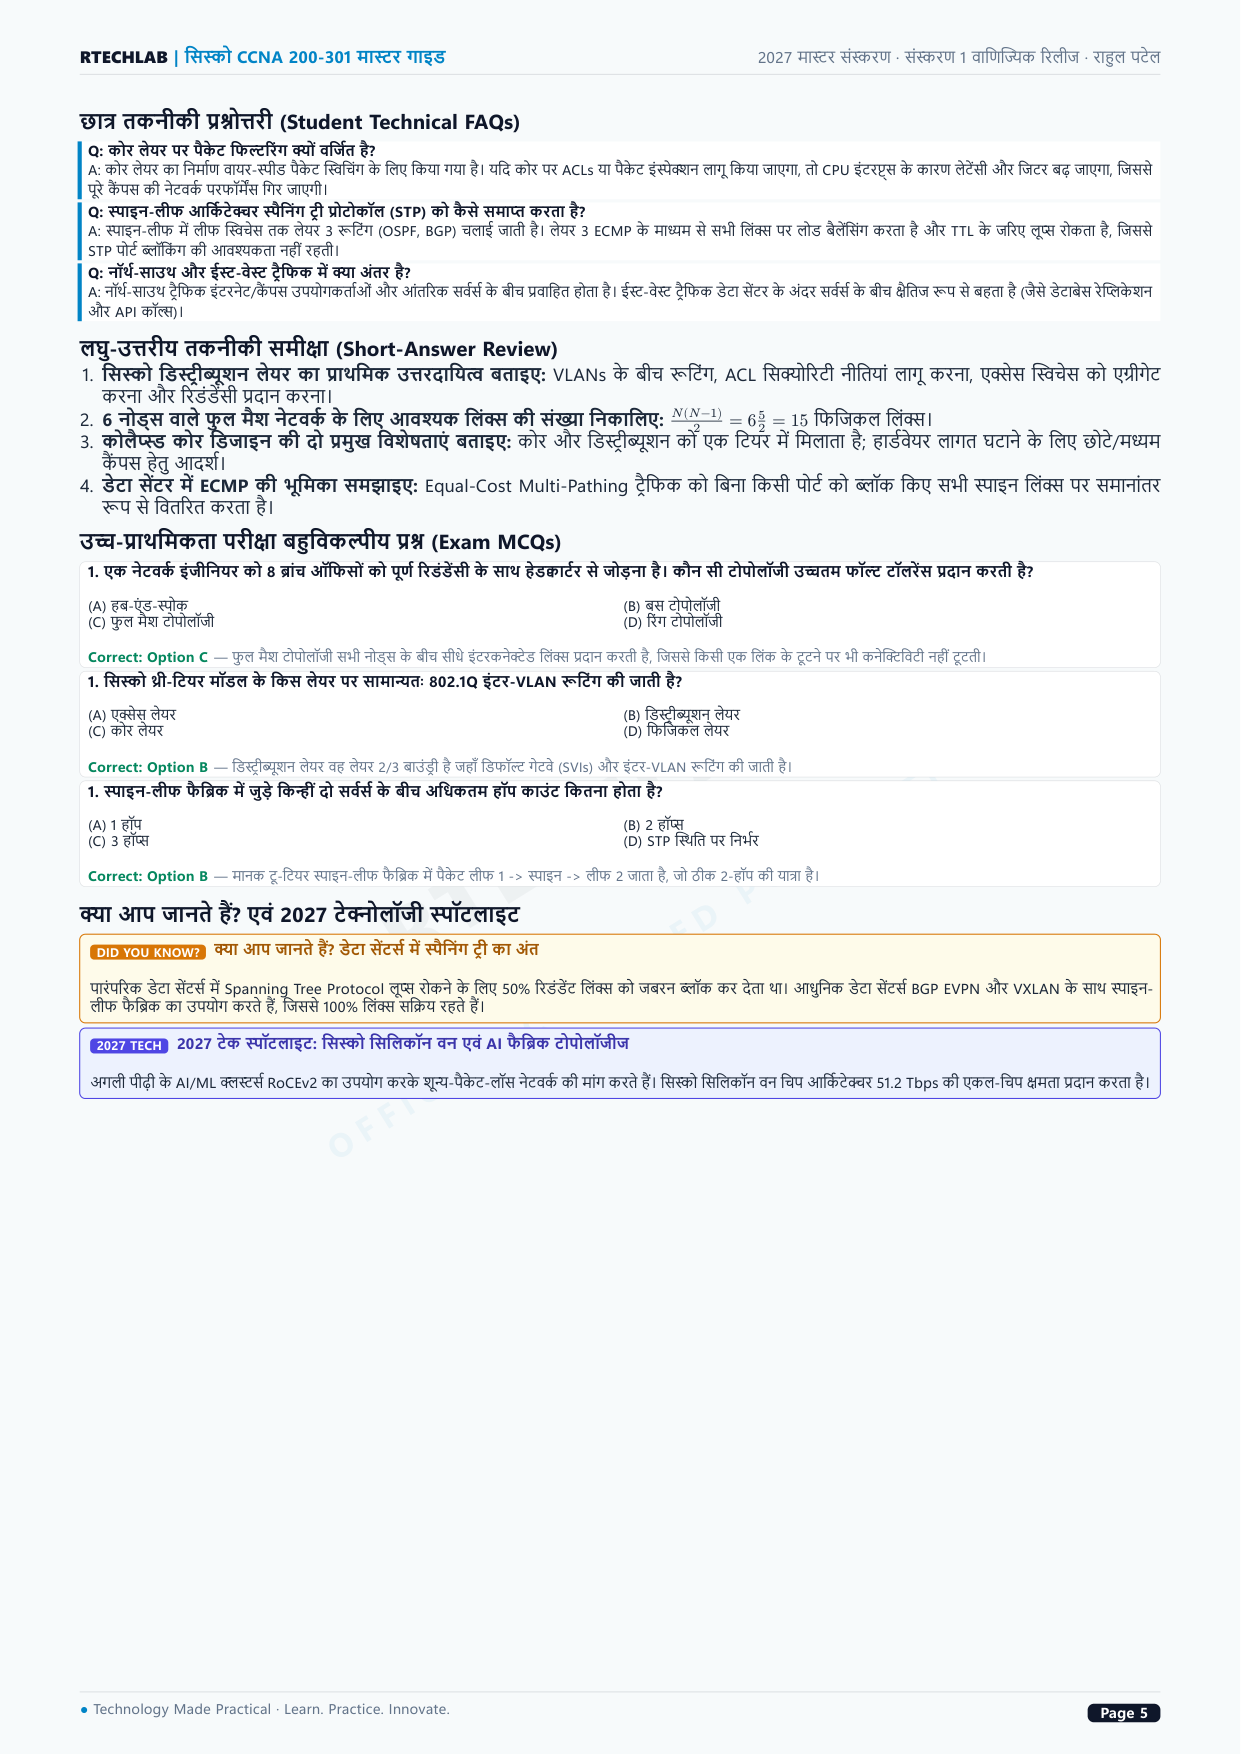 RTECHLAB | सिस्को CCNA 200-301 मास्टर गाइड
2027 मास्टर संस्करण · संस्करण 1 वाणिज्यिक रिलीज · राहुल पटेल
छात्र तकनीकी प्रश्नोत्तरी (Student Technical FAQs)
Q: कोर लेयर पर पैकेट फिल्टरिंग क्यों वर्जित है?
A: कोर लेयर का निर्माण वायर-स्पीड पैकेट स्विचिंग के लिए किया गया है। यदि कोर पर ACLs या पैकेट इंस्पेक्शन लागू किया जाएगा, तो CPU इंटरप्ट्स के कारण लेटेंसी और जिटर बढ़ जाएगा, जिससे
पूरे कैंपस की नेटवर्क परफॉर्मेंस गिर जाएगी।
Q: स्पाइन-लीफ आर्किटेक्चर स्पैनिंग ट्री प्रोटोकॉल (STP) को कैसे समाप्त करता है?
A: स्पाइन-लीफ में लीफ स्विचेस तक लेयर 3 रूटिंग (OSPF, BGP) चलाई जाती है। लेयर 3 ECMP के माध्यम से सभी लिंक्स पर लोड बैलेंसिंग करता है और TTL के जरिए लूप्स रोकता है, जिससे
STP पोर्ट ब्लॉकिंग की आवश्यकता नहीं रहती।
Q: नॉर्थ-साउथ और ईस्ट-वेस्ट ट्रैफिक में क्या अंतर है?
A: नॉर्थ-साउथ ट्रैफिक इंटरनेट/कैंपस उपयोगकर्ताओं और आंतरिक सर्वर्स के बीच प्रवाहित होता है। ईस्ट-वेस्ट ट्रैफिक डेटा सेंटर के अंदर सर्वर्स के बीच क्षैतिज रूप से बहता है (जैसे डेटाबेस रेप्लिकेशन
और API कॉल्स)।
लघु-उत्तरीय तकनीकी समीक्षा (Short-Answer Review)
1. सिस्को डिस्ट्रीब्यूशन लेयर का प्राथमिक उत्तरदायित्व बताइए: VLANs के बीच रूटिंग, ACL सिक्योरिटी नीतियां लागू करना, एक्सेस स्विचेस को एग्रीगेट
करना और रिडंडेंसी प्रदान करना।
2. 6 नोड्स वाले फुल मैश नेटवर्क के लिए आवश्यक लिंक्स की संख्या निकालिए: N(N−1)/2 = 6 5/2 = 15 फिजिकल लिंक्स।
3. कोलैप्स्ड कोर डिजाइन की दो प्रमुख विशेषताएं बताइए: कोर और डिस्ट्रीब्यूशन को एक टियर में मिलाता है; हार्डवेयर लागत घटाने के लिए छोटे/मध्यम
कैंपस हेतु आदर्श।
4. डेटा सेंटर में ECMP की भूमिका समझाइए: Equal-Cost Multi-Pathing ट्रैफिक को बिना किसी पोर्ट को ब्लॉक किए सभी स्पाइन लिंक्स पर समानांतर
रूप से वितरित करता है।
उच्च-प्राथमिकता परीक्षा बहुविकल्पीय प्रश्न (Exam MCQs)
1. एक नेटवर्क इंजीनियर को 8 ब्रांच ऑफिसों को पूर्ण रिडंडेंसी के साथ हेडक्वार्टर से जोड़ना है। कौन सी टोपोलॉजी उच्चतम फॉल्ट टॉलरेंस प्रदान करती है?
(A) हब-एंड-स्पोक
(B) बस टोपोलॉजी
(C) फुल मैश टोपोलॉजी
(D) रिंग टोपोलॉजी
Correct: Option C — फुल मैश टोपोलॉजी सभी नोड्स के बीच सीधे इंटरकनेक्टेड लिंक्स प्रदान करती है, जिससे किसी एक लिंक के टूटने पर भी कनेक्टिविटी नहीं टूटती।
1. सिस्को थ्री-टियर मॉडल के किस लेयर पर सामान्यतः 802.1Q इंटर-VLAN रूटिंग की जाती है?
(A) एक्सेस लेयर
(B) डिस्ट्रीब्यूशन लेयर
(C) कोर लेयर
(D) फिजिकल लेयर
Correct: Option B — डिस्ट्रीब्यूशन लेयर वह लेयर 2/3 बाउंड्री है जहाँ डिफॉल्ट गेटवे (SVIs) और इंटर-VLAN रूटिंग की जाती है।
1. स्पाइन-लीफ फैब्रिक में जुड़े किन्हीं दो सर्वर्स के बीच अधिकतम हॉप काउंट कितना होता है?
(A) 1 हॉप
(B) 2 हॉप्स
(C) 3 हॉप्स
(D) STP स्थिति पर निर्भर
Correct: Option B — मानक टू-टियर स्पाइन-लीफ फैब्रिक में पैकेट लीफ 1 -> स्पाइन -> लीफ 2 जाता है, जो ठीक 2-हॉप की यात्रा है।
क्या आप जानते हैं? एवं 2027 टेक्नोलॉजी स्पॉटलाइट
DID YOU KNOW? क्या आप जानते हैं? डेटा सेंटर्स में स्पैनिंग ट्री का अंत
पारंपरिक डेटा सेंटर्स में Spanning Tree Protocol लूप्स रोकने के लिए 50% रिडंडेंट लिंक्स को जबरन ब्लॉक कर देता था। आधुनिक डेटा सेंटर्स BGP EVPN और VXLAN के साथ स्पाइन-
लीफ फैब्रिक का उपयोग करते हैं, जिससे 100% लिंक्स सक्रिय रहते हैं।
2027 TECH 2027 टेक स्पॉटलाइट: सिस्को सिलिकॉन वन एवं AI फैब्रिक टोपोलॉजीज
अगली पीढ़ी के AI/ML क्लस्टर्स RoCEv2 का उपयोग करके शून्य-पैकेट-लॉस नेटवर्क की मांग करते हैं। सिस्को सिलिकॉन वन चिप आर्किटेक्चर 51.2 Tbps की एकल-चिप क्षमता प्रदान करता है।
● Technology Made Practical · Learn. Practice. Innovate.
Page 5